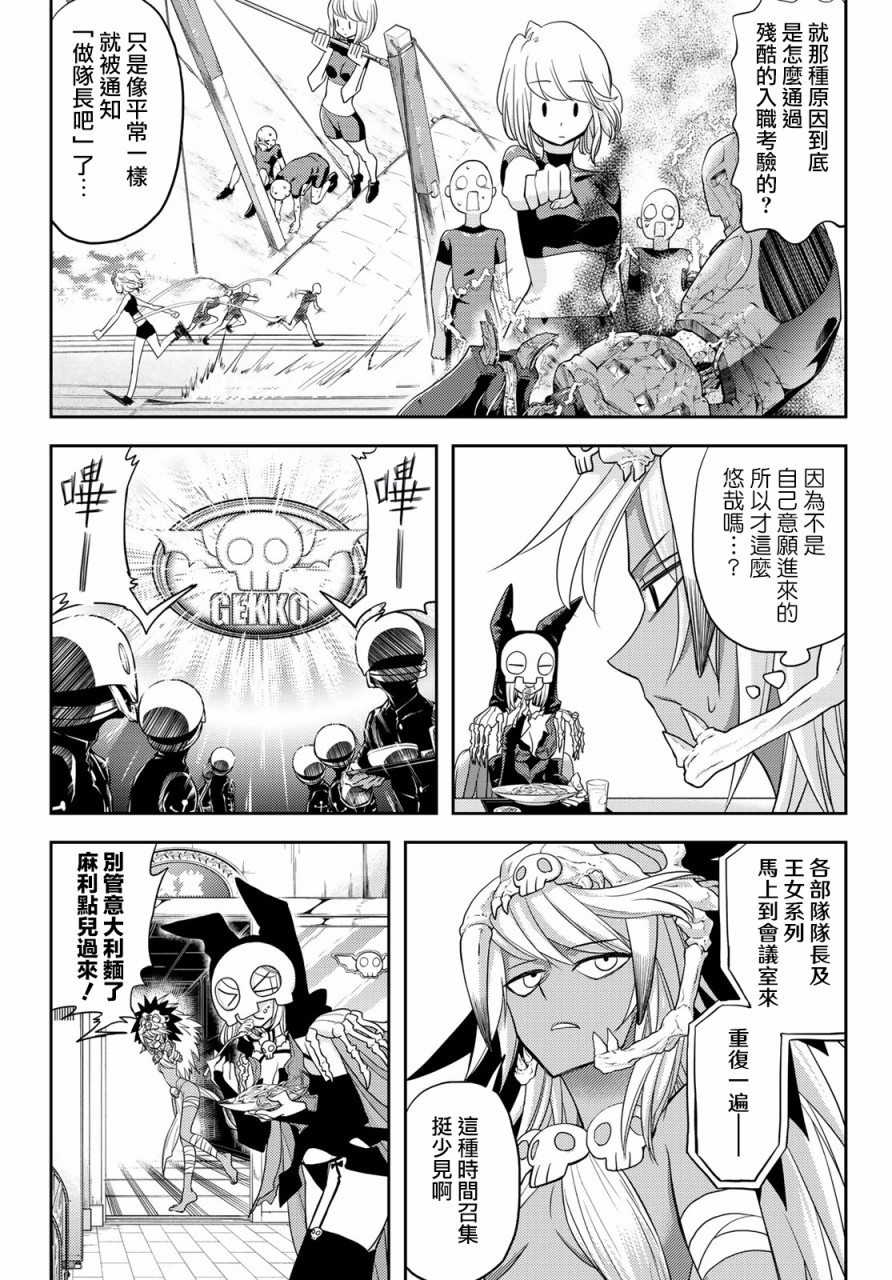 就那種原因到底
是怎麼通過
殘酷的入職考驗的？
只是像平常一樣
就被通知
「做隊長吧」了…
因為不是
自己意願進來的
所以才這麼
悠哉嗎…？
嗶
嗶
GEKKO
各部隊隊長及
王女系列
馬上到會議室來
重復一遍——
這種時間召集
挺少見啊
別管意大利麵了
麻利點兒過來！